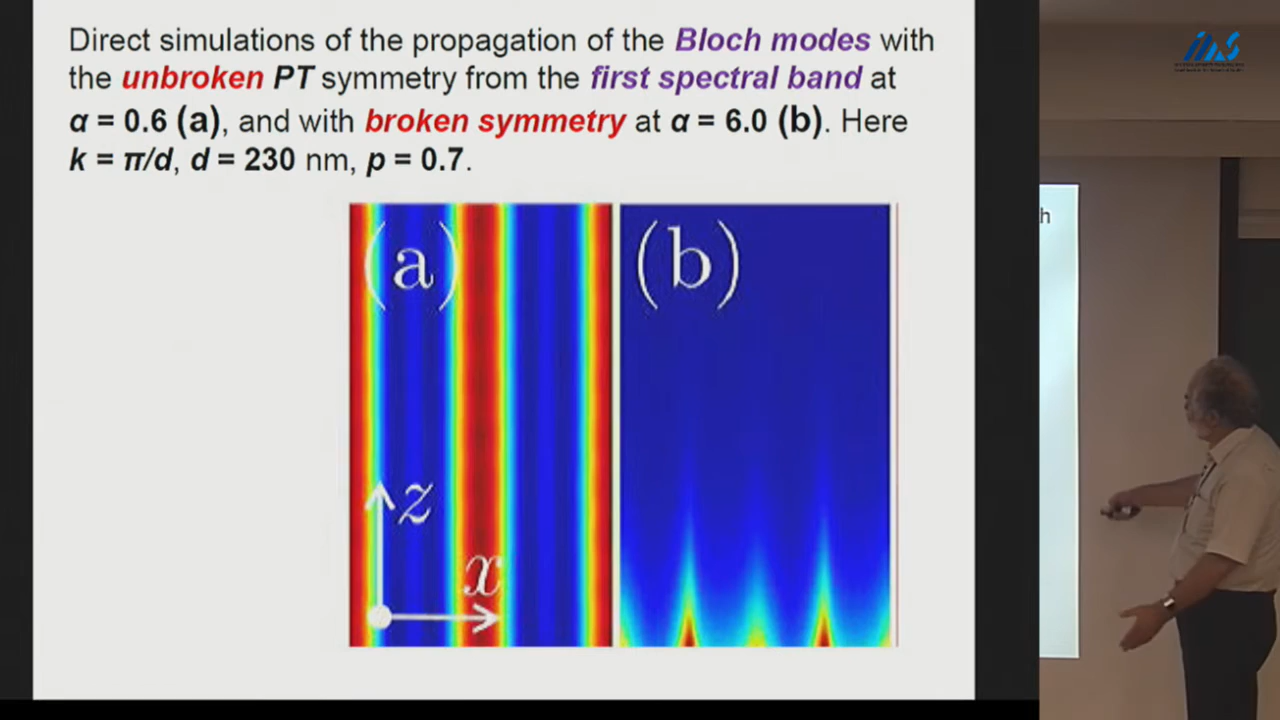 Direct simulations of the propagation of the Bloch modes with
the unbroken PT symmetry from the first spectral band at
α = 0.6 (a), and with broken symmetry at α = 6.0 (b). Here
k = π/d, d = 230 nm, p = 0.7.
(a)
(b)
z
x
h